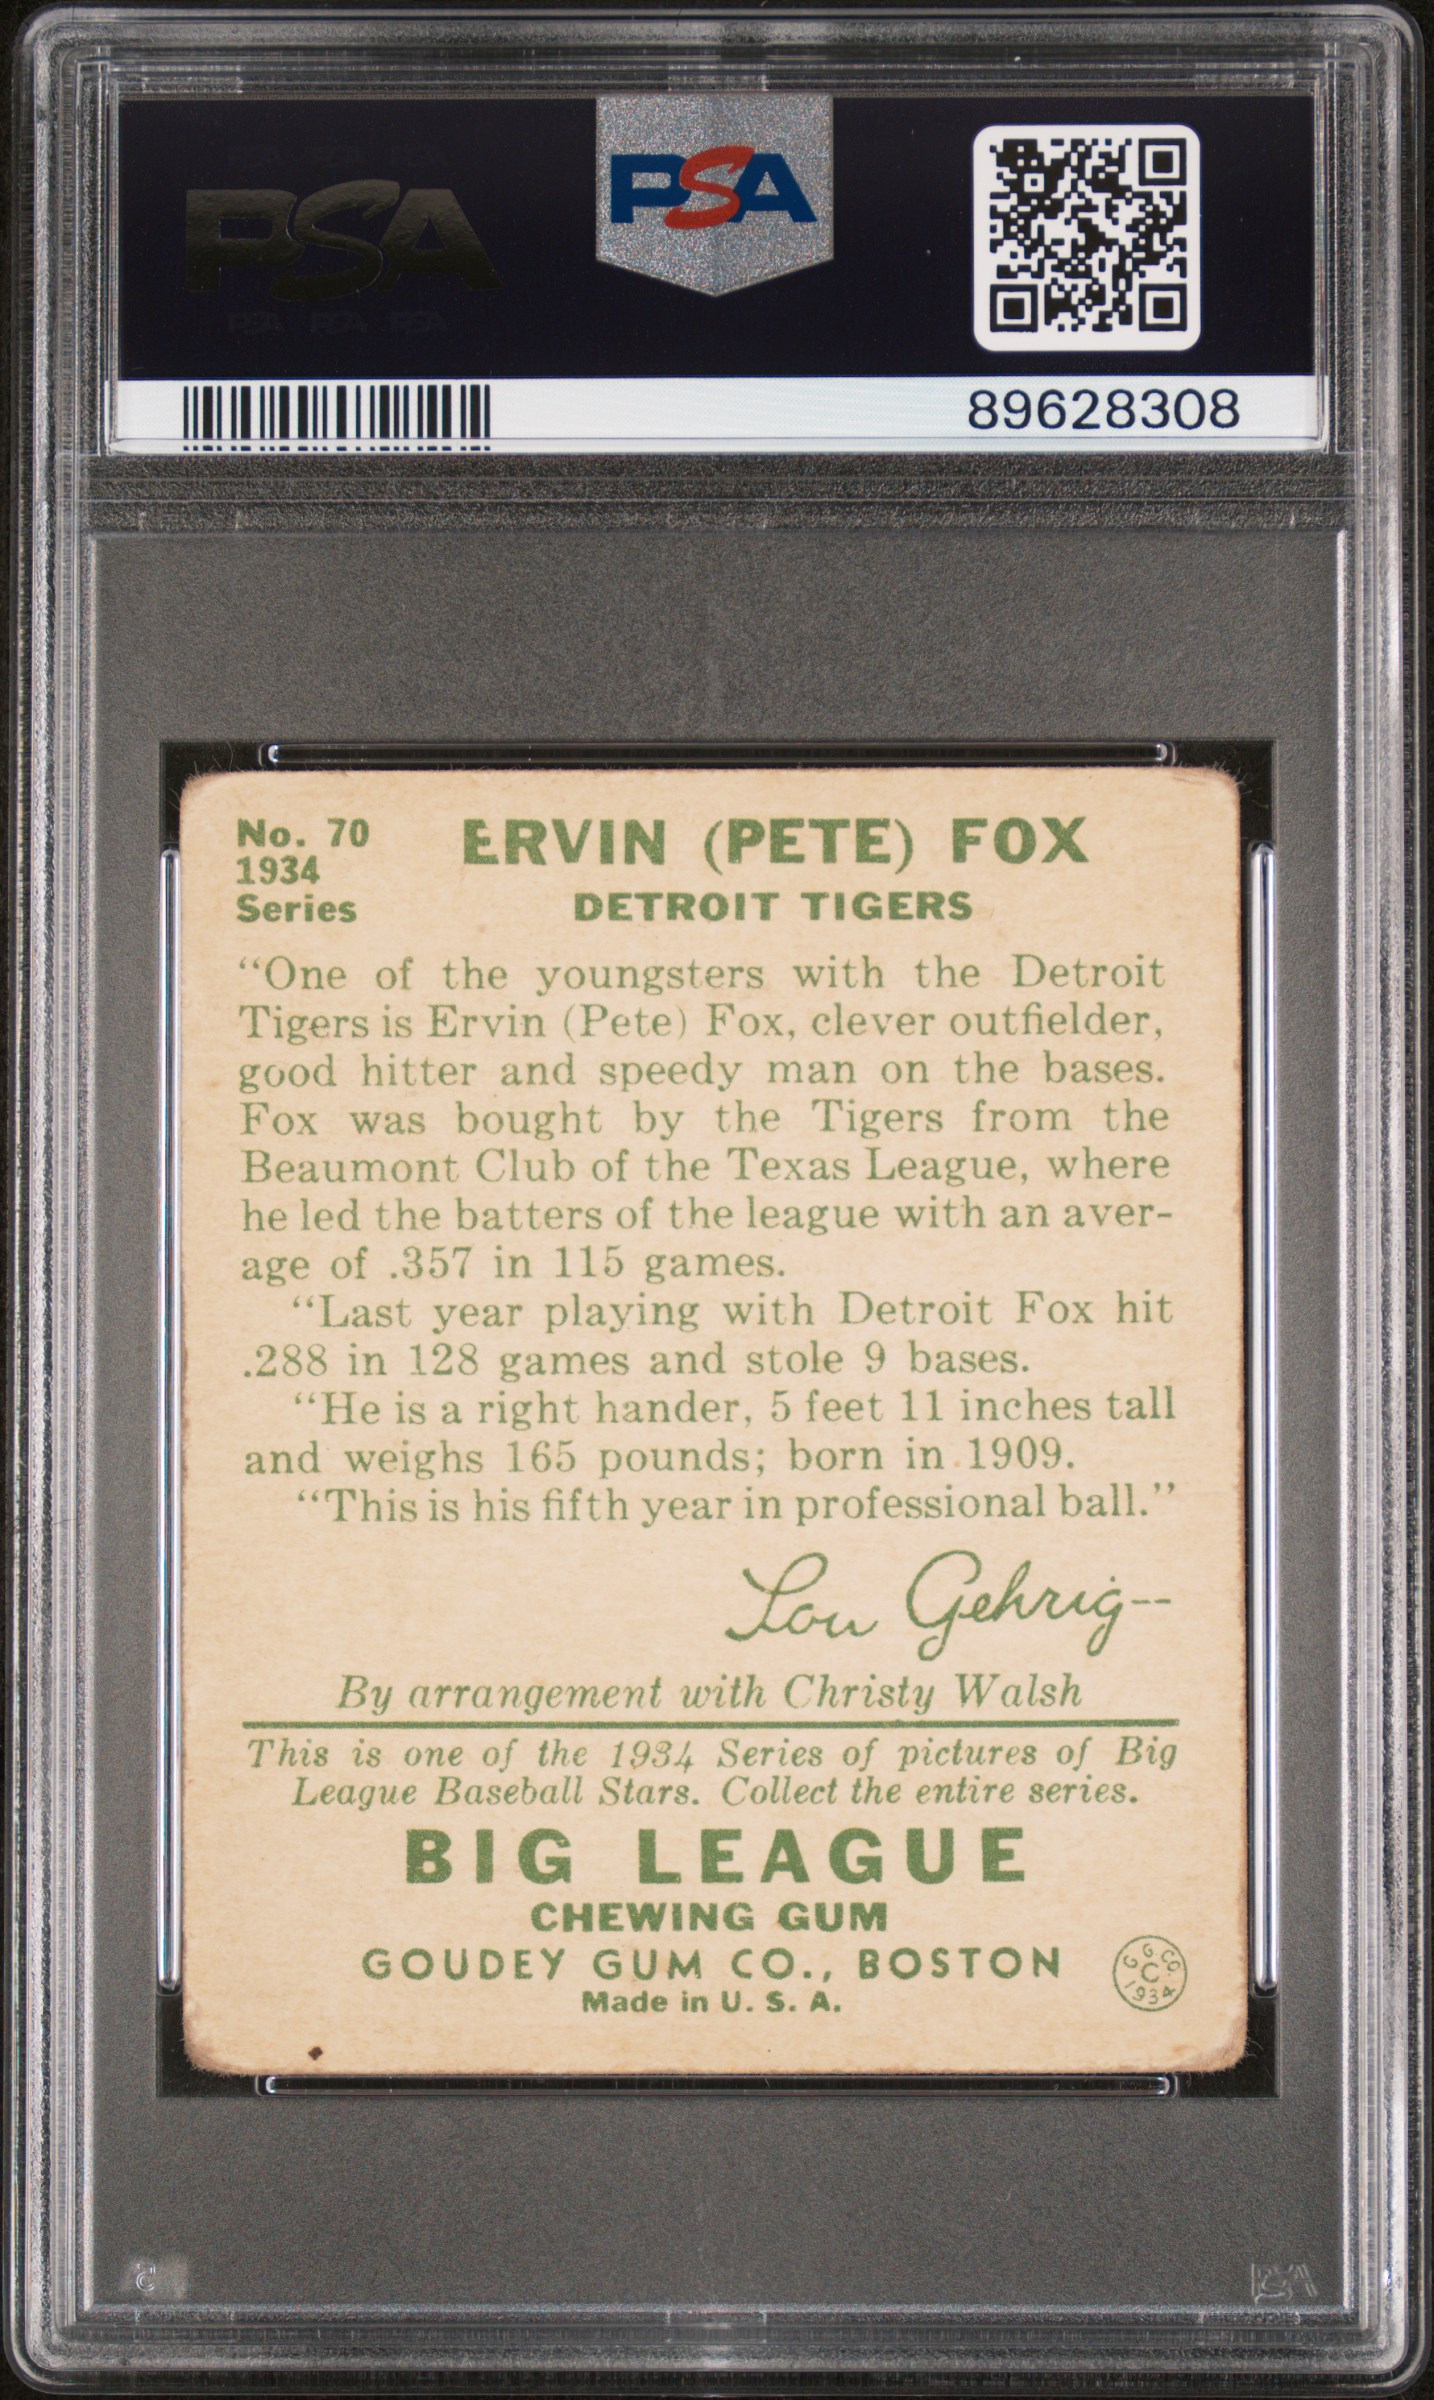 PSA
PSA
PSA PSA PSA
89628308
No. 70
1934
Series
ERVIN (PETE) FOX
DETROIT TIGERS
“One of the youngsters with the Detroit
Tigers is Ervin (Pete) Fox, clever outfielder,
good hitter and speedy man on the bases.
Fox was bought by the Tigers from the
Beaumont Club of the Texas League, where
he led the batters of the league with an aver-
age of .357 in 115 games.
“Last year playing with Detroit Fox hit
.288 in 128 games and stole 9 bases.
“He is a right hander, 5 feet 11 inches tall
and weighs 165 pounds; born in 1909.
“This is his fifth year in professional ball.”
Lou Gehrig--
By arrangement with Christy Walsh
This is one of the 1934 Series of pictures of Big
League Baseball Stars. Collect the entire series.
BIG LEAGUE
CHEWING GUM
GOUDEY GUM CO., BOSTON
Made in U. S. A.
G G CO.
C
1934
PSA